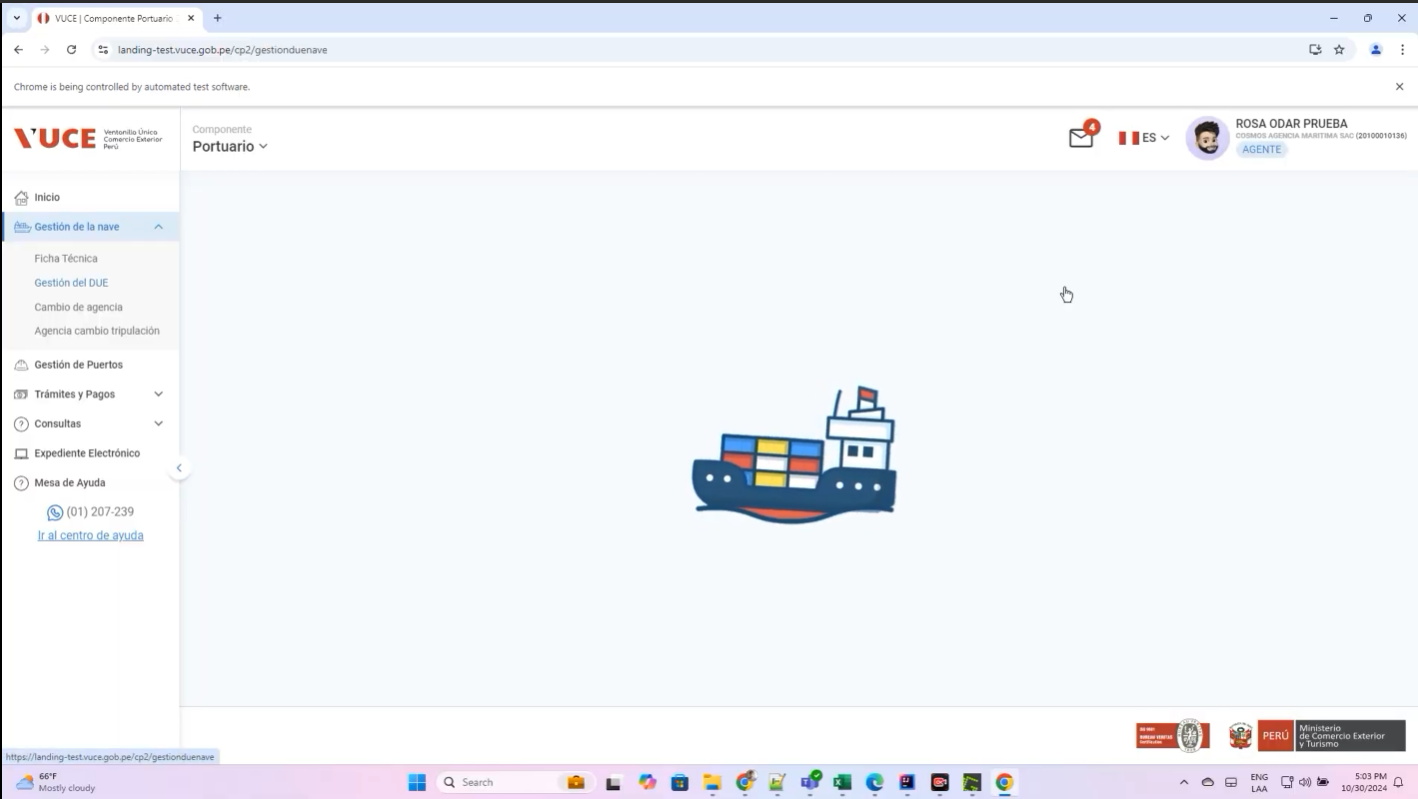 VUCE | Componente Portuario
landing-test.vuce.gob.pe/cp2/gestionduenave
Chrome is being controlled by automated test software.
VUCE
Ventanilla Única
Comercio Exterior
Perú
Componente
Portuario
4
ES
ROSA ODAR PRUEBA
COSMOS AGENCIA MARITIMA SAC (20100010136)
AGENTE
Inicio
Gestión de la nave
Ficha Técnica
Gestión del DUE
Cambio de agencia
Agencia cambio tripulación
Gestión de Puertos
Trámites y Pagos
Consultas
Expediente Electrónico
Mesa de Ayuda
(01) 207-239
Ir al centro de ayuda
BUREAU VERITAS
Certification
PERÚ
Ministerio
de Comercio Exterior
y Turismo
https://landing-test.vuce.gob.pe/cp2/gestionduenave
66°F
Mostly cloudy
Search
ENG
LAA
5:03 PM
10/30/2024